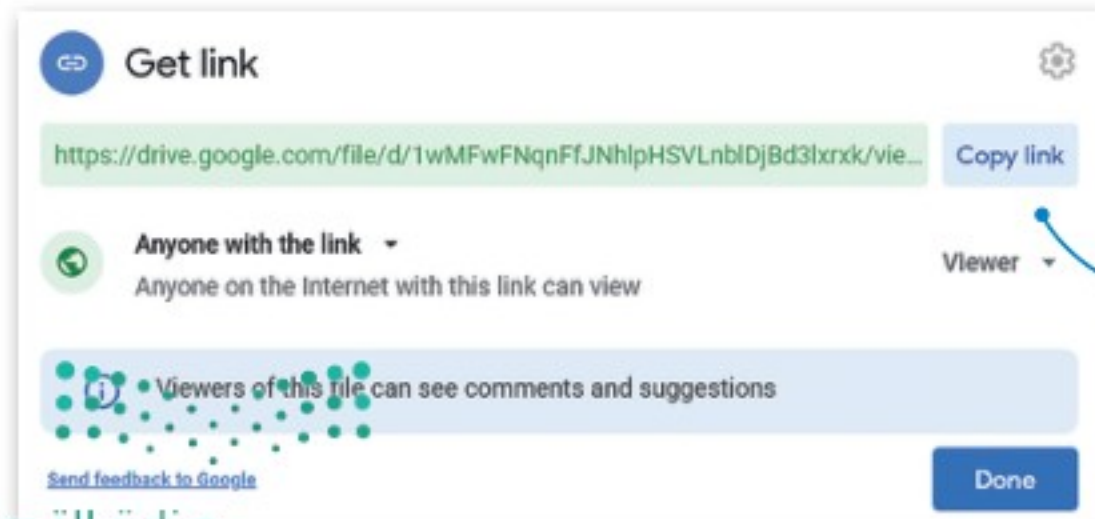 Get link
https://drive.google.com/file/d/1wMFwFNqnFfJNhlpHSVLnblDjBd3lxrxk/vie...
Copy link
Anyone with the link
Anyone on the Internet with this link can view
Viewer
Viewers of this file can see comments and suggestions
Send feedback to Google
Done